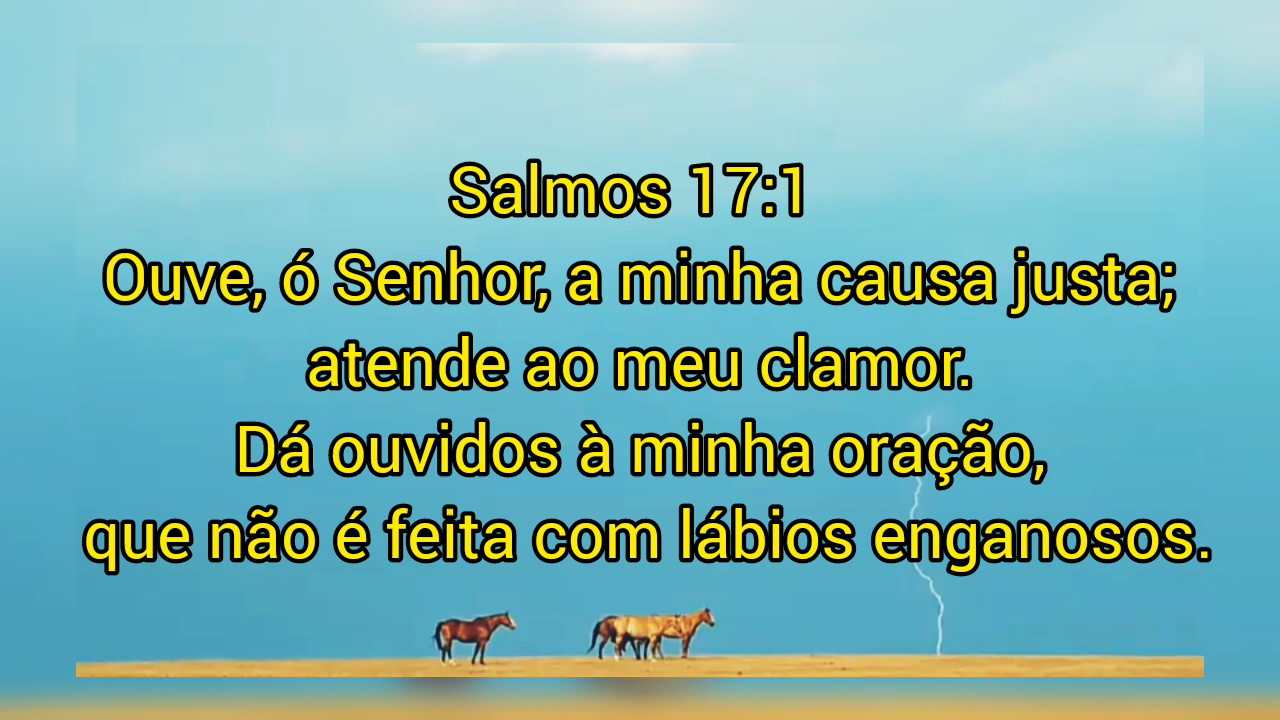 Salmos 17:1
Ouve, ó Senhor, a minha causa justa;
atende ao meu clamor.
Dá ouvidos à minha oração,
que não é feita com lábios enganosos.